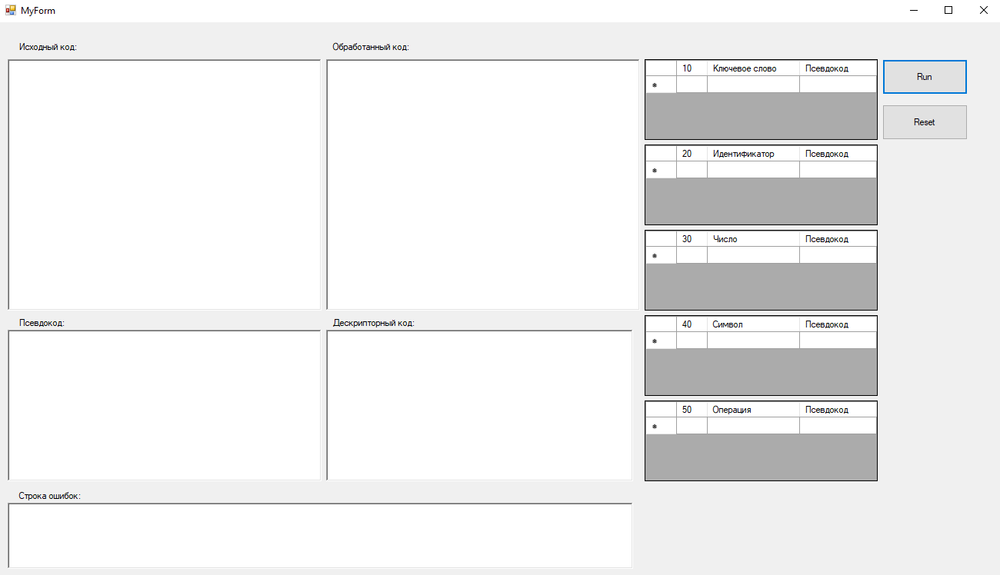 MyForm
Исходный код:
Обработанный код:
10 Ключевое слово Псевдокод
Run
Reset
20 Идентификатор Псевдокод
30 Число Псевдокод
Псевдокод:
Дескрипторный код:
40 Символ Псевдокод
50 Операция Псевдокод
Строка ошибок: